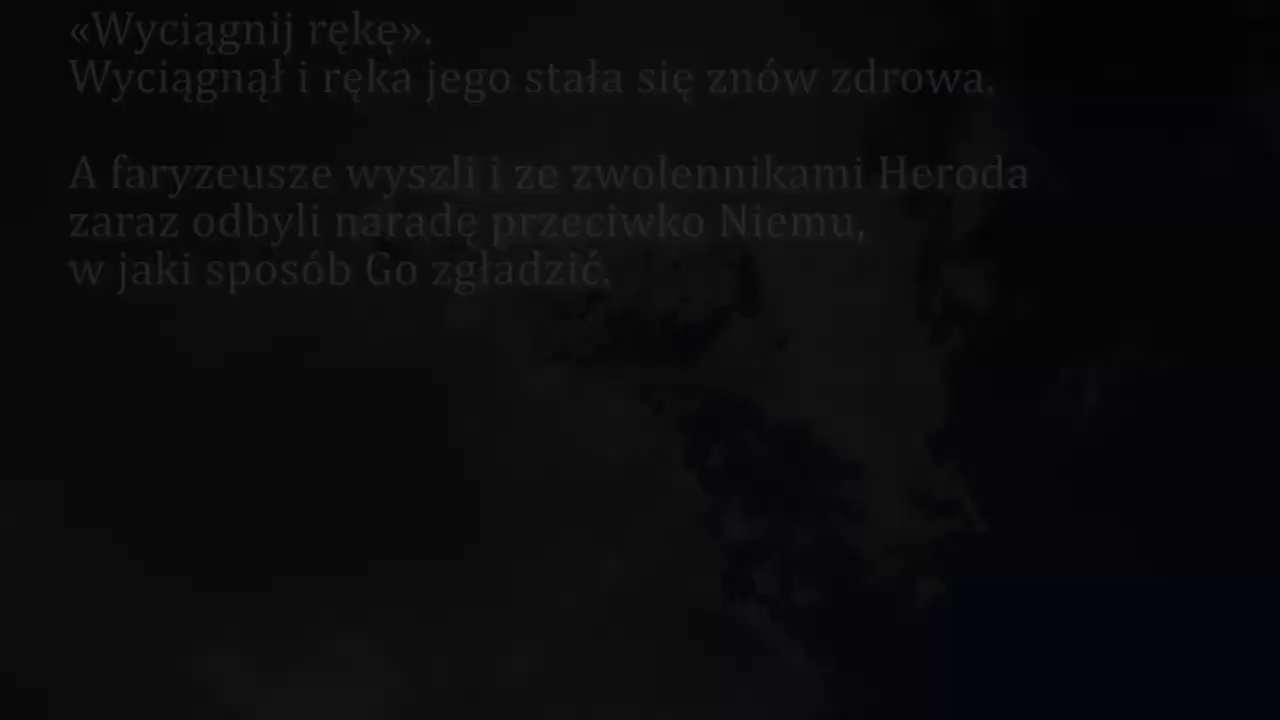 «Wyciągnij rękę».
Wyciągnął i ręka jego stała się znów zdrowa.
A faryzeusze wyszli i ze zwolennikami Heroda
zaraz odbyli naradę przeciwko Niemu,
w jaki sposób Go zgładzić.